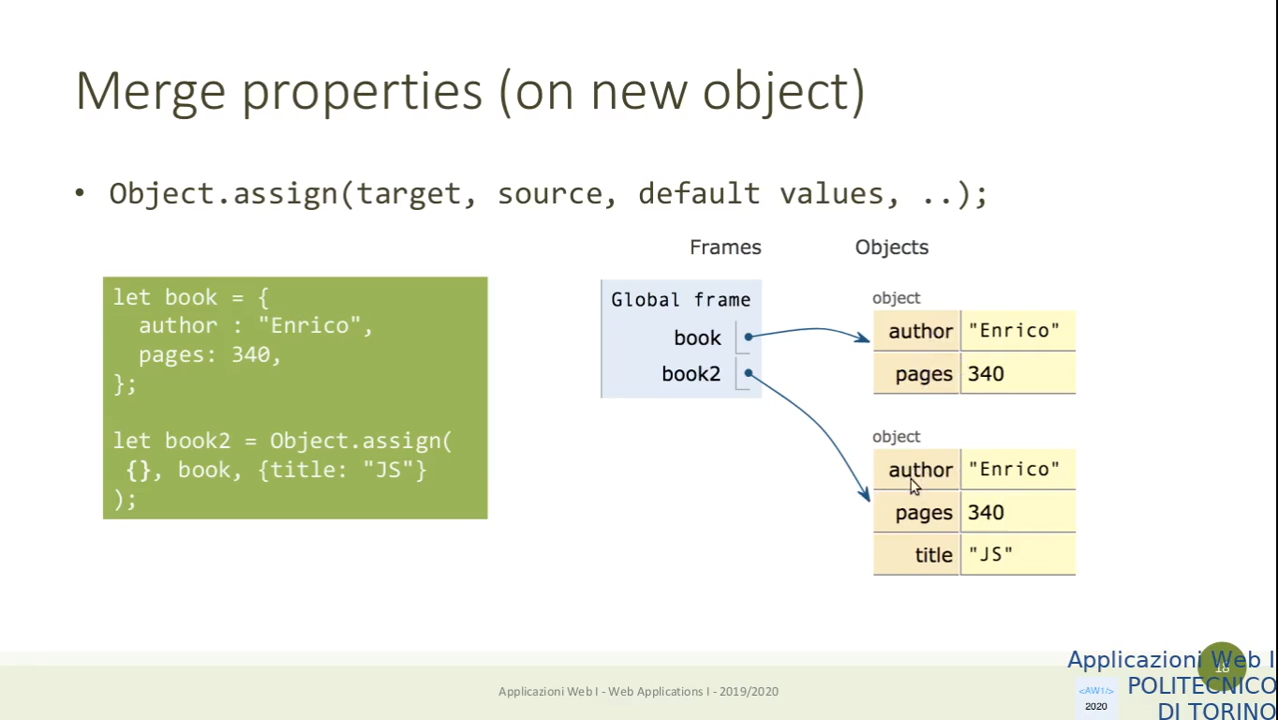 Merge properties (on new object)
• Object.assign(target, source, default values, ..);
let book = {
author : "Enrico",
pages: 340,
};
let book2 = Object.assign(
{}, book, {title: "JS"}
);
Frames
Objects
Global frame
book
book2
object
author "Enrico"
pages 340
object
author "Enrico"
pages 340
title "JS"
Applicazioni Web I - Web Applications I - 2019/2020
Applicazioni Web I
POLITECNICO
DI TORINO
<AW1/>
2020